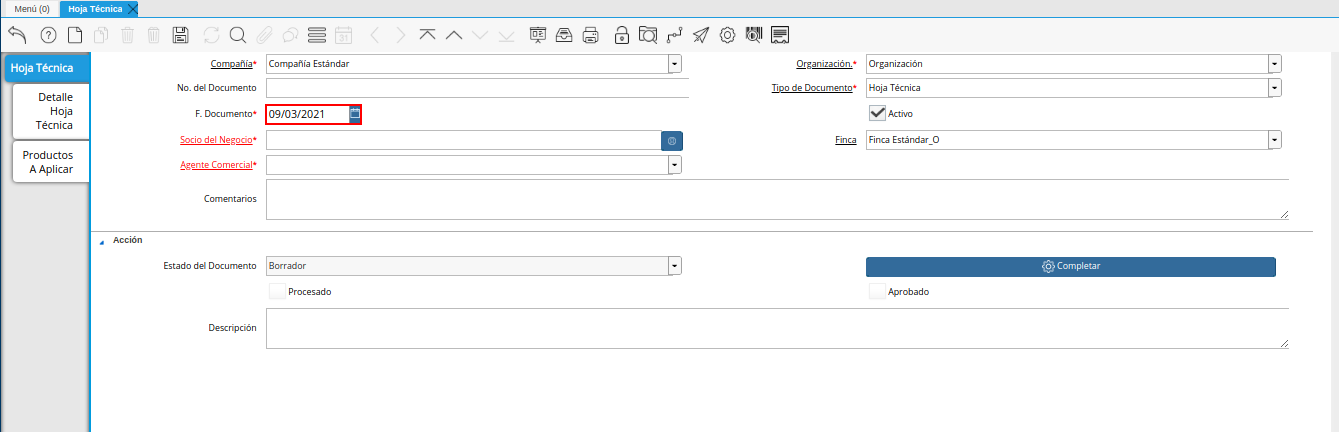 Menú (0)
Hoja Técnica
31
Hoja Técnica
Detalle
Hoja
Técnica
Productos
A Aplicar
Compañía* Compañía Estándar
Organización.* Organización
No. del Documento
Tipo de Documento* Hoja Técnica
F. Documento* 09/03/2021
Activo
Socio del Negocio*
Finca Finca Estándar_O
Agente Comercial*
Comentarios
Acción
Estado del Documento Borrador
Completar
Procesado
Aprobado
Descripción